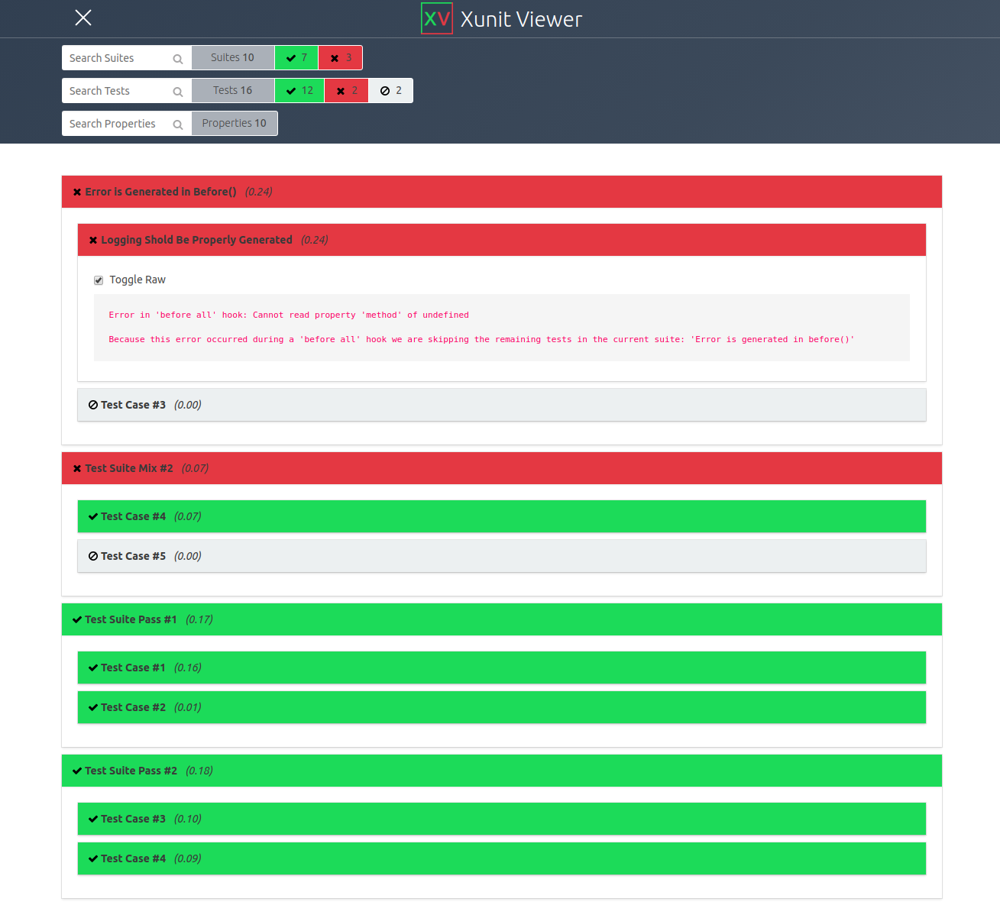 XV Xunit Viewer
Search Suites Suites 10 7 3
Search Tests Tests 16 12 2 2
Search Properties Properties 10
Error is Generated in Before() (0.24)
Logging Shold Be Properly Generated (0.24)
Toggle Raw
Error in 'before all' hook: Cannot read property 'method' of undefined
Because this error occurred during a 'before all' hook we are skipping the remaining tests in the current suite: 'Error is generated in before()'
Test Case #3 (0.00)
Test Suite Mix #2 (0.07)
Test Case #4 (0.07)
Test Case #5 (0.00)
Test Suite Pass #1 (0.17)
Test Case #1 (0.16)
Test Case #2 (0.01)
Test Suite Pass #2 (0.18)
Test Case #3 (0.10)
Test Case #4 (0.09)